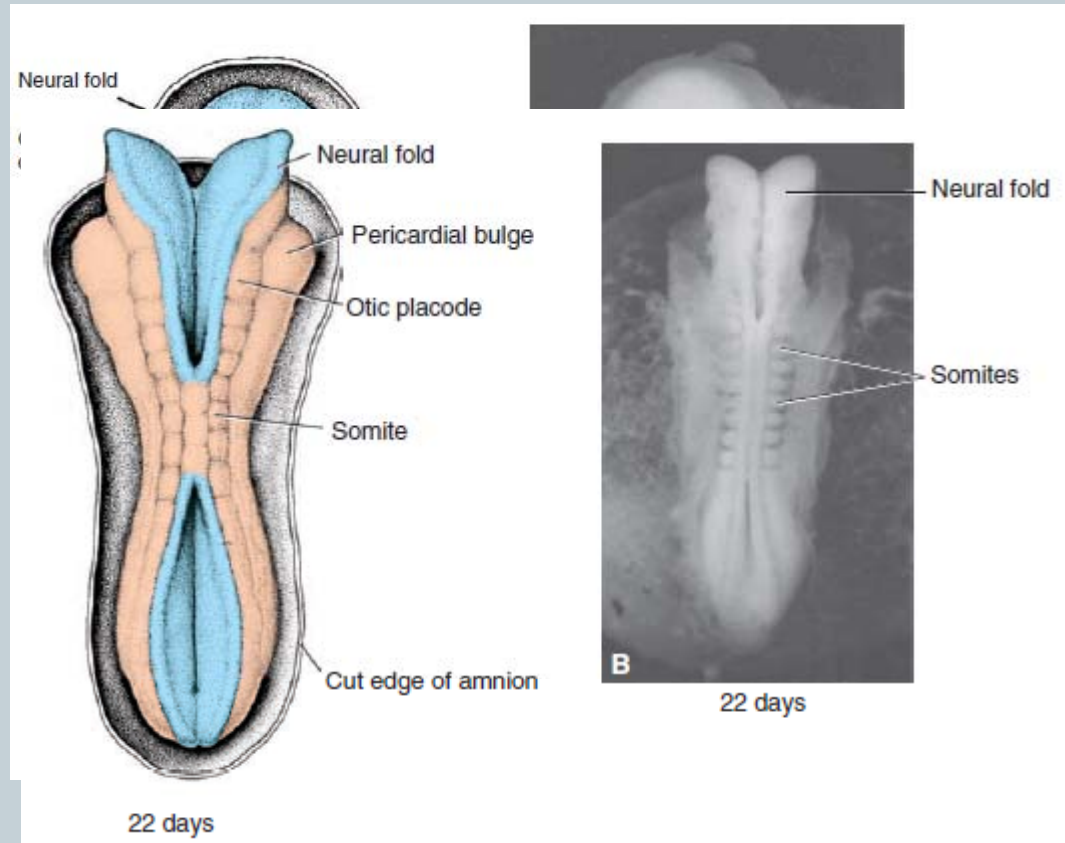 Neural fold
Neural fold
Pericardial bulge
Otic placode
Somite
Cut edge of amnion
22 days
Neural fold
Somites
B
22 days